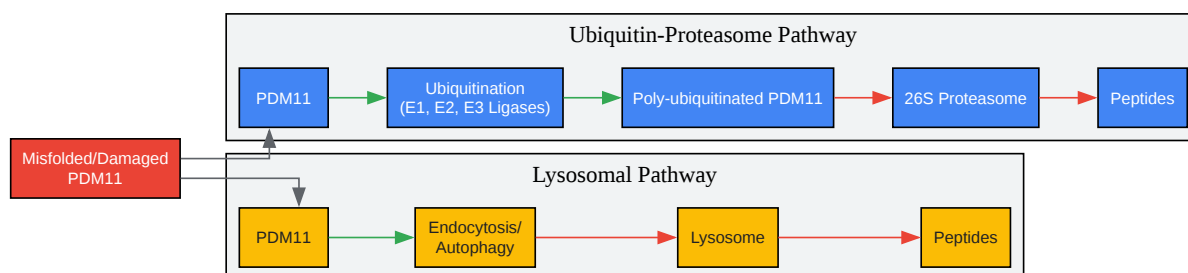 Ubiquitin-Proteasome Pathway
PDM11
Ubiquitination
(E1, E2, E3 Ligases)
Poly-ubiquitinated PDM11
26S Proteasome
Peptides
Misfolded/Damaged
PDM11
Lysosomal Pathway
PDM11
Endocytosis/
Autophagy
Lysosome
Peptides